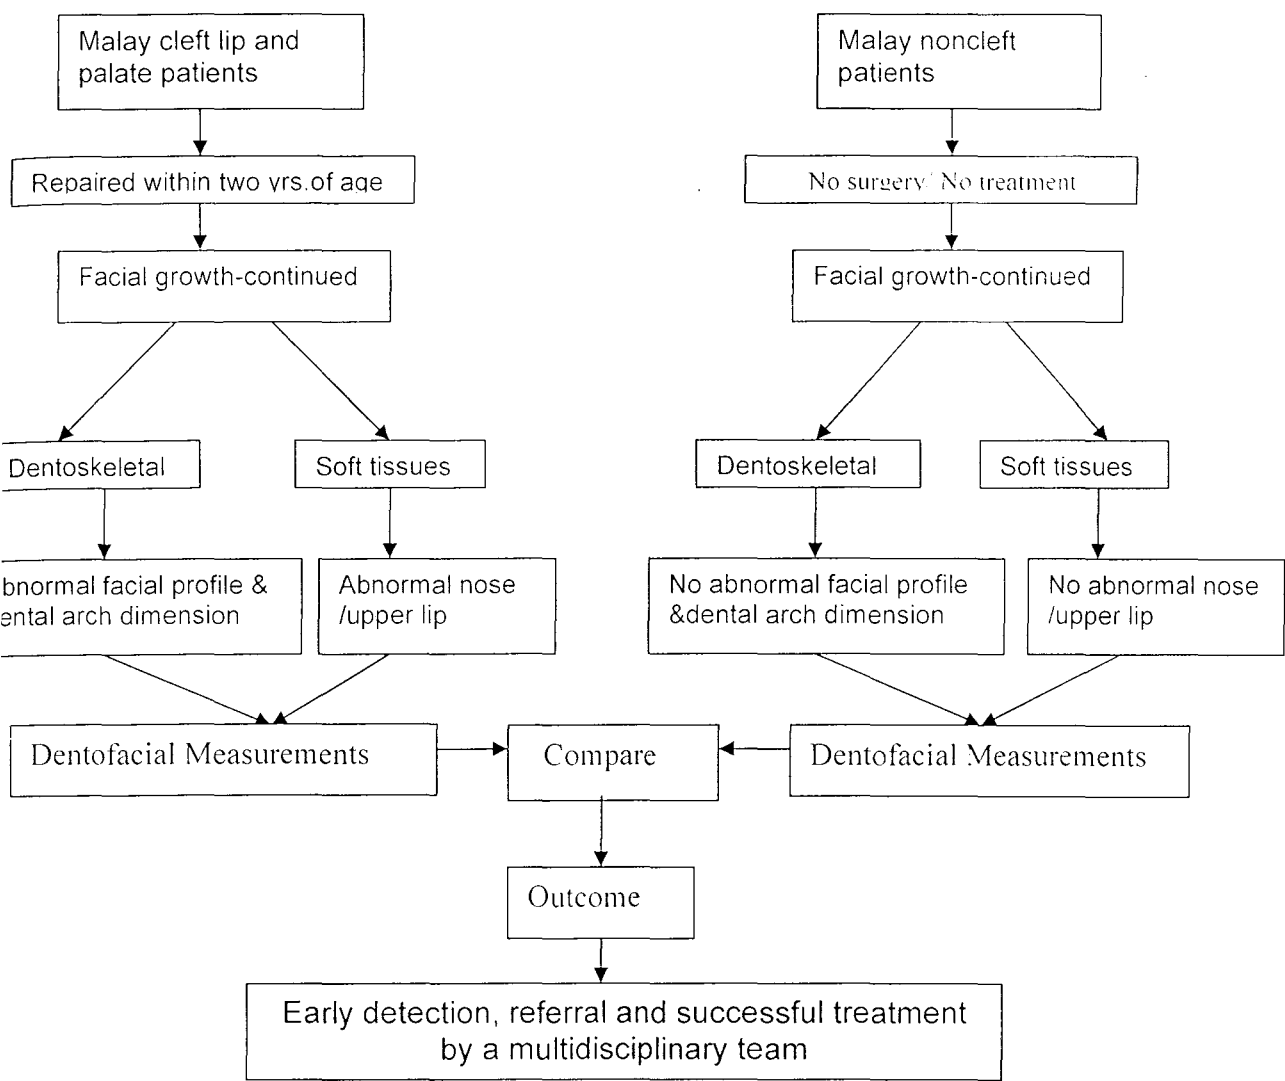 Malay cleft lip and
palate patients
Repaired within two yrs.of age
Facial growth-continued
Dentoskeletal
Soft tissues
bnormal facial profile &
ental arch dimension
Abnormal nose
/upper lip
Dentofacial Measurements
Malay noncleft
patients
No surgery/ No treatment
Facial growth-continued
Dentoskeletal
Soft tissues
No abnormal facial profile
&dental arch dimension
No abnormal nose
/upper lip
Dentofacial Measurements
Compare
Outcome
Early detection, referral and successful treatment
by a multidisciplinary team